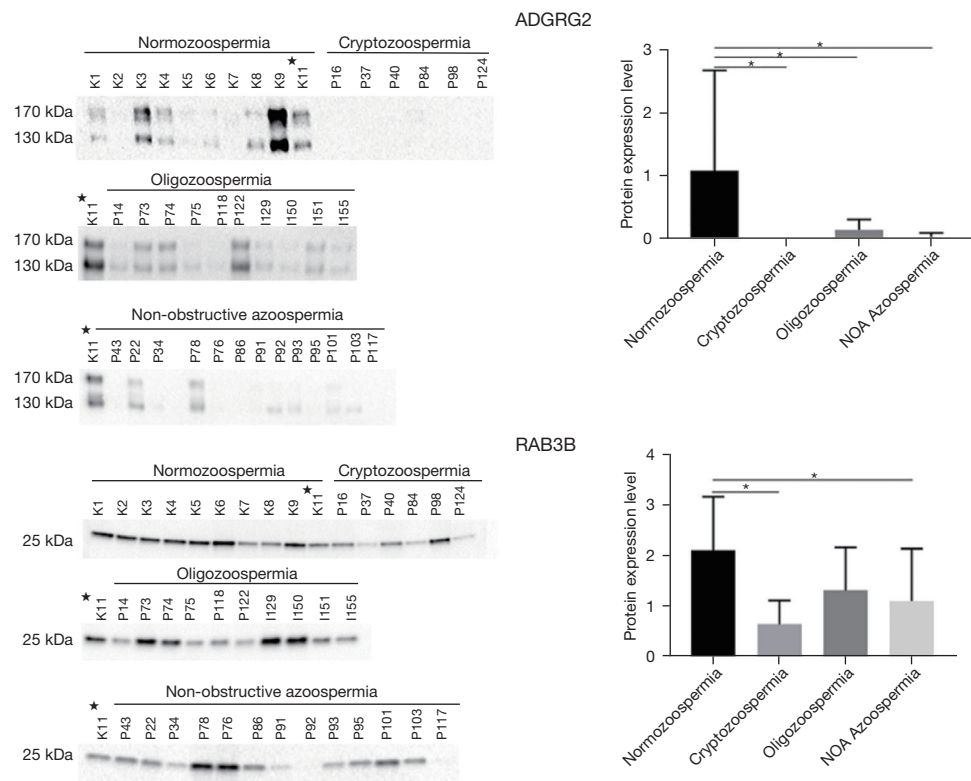 ADGRG2
Normozoospermia Cryptozoospermia
★
K1 K2 K3 K4 K5 K6 K7 K8 K9 K11 P16 P37 P40 P84 P98 P124
170 kDa
130 kDa
Oligozoospermia
★
K11 P14 P73 P74 P75 P118 P122 I129 I150 I151 I155
170 kDa
130 kDa
Non-obstructive azoospermia
★
K11 P43 P22 P34 P78 P76 P86 P91 P92 P93 P95 P101 P103 P117
170 kDa
130 kDa
Protein expression level
3
2
1
0
* * *
Normozoospermia
Cryptozoospermia
Oligozoospermia
NOA Azoospermia
RAB3B
Normozoospermia Cryptozoospermia
★
K1 K2 K3 K4 K5 K6 K7 K8 K9 K11 P16 P37 P40 P84 P98 P124
25 kDa
Oligozoospermia
★
K11 P14 P73 P74 P75 P118 P122 I129 I150 I151 I155
25 kDa
Non-obstructive azoospermia
★
K11 P43 P22 P34 P78 P76 P86 P91 P92 P93 P95 P101 P103 P117
25 kDa
Protein expression level
4
3
2
1
0
* *
Normozoospermia
Cryptozoospermia
Oligozoospermia
NOA Azoospermia